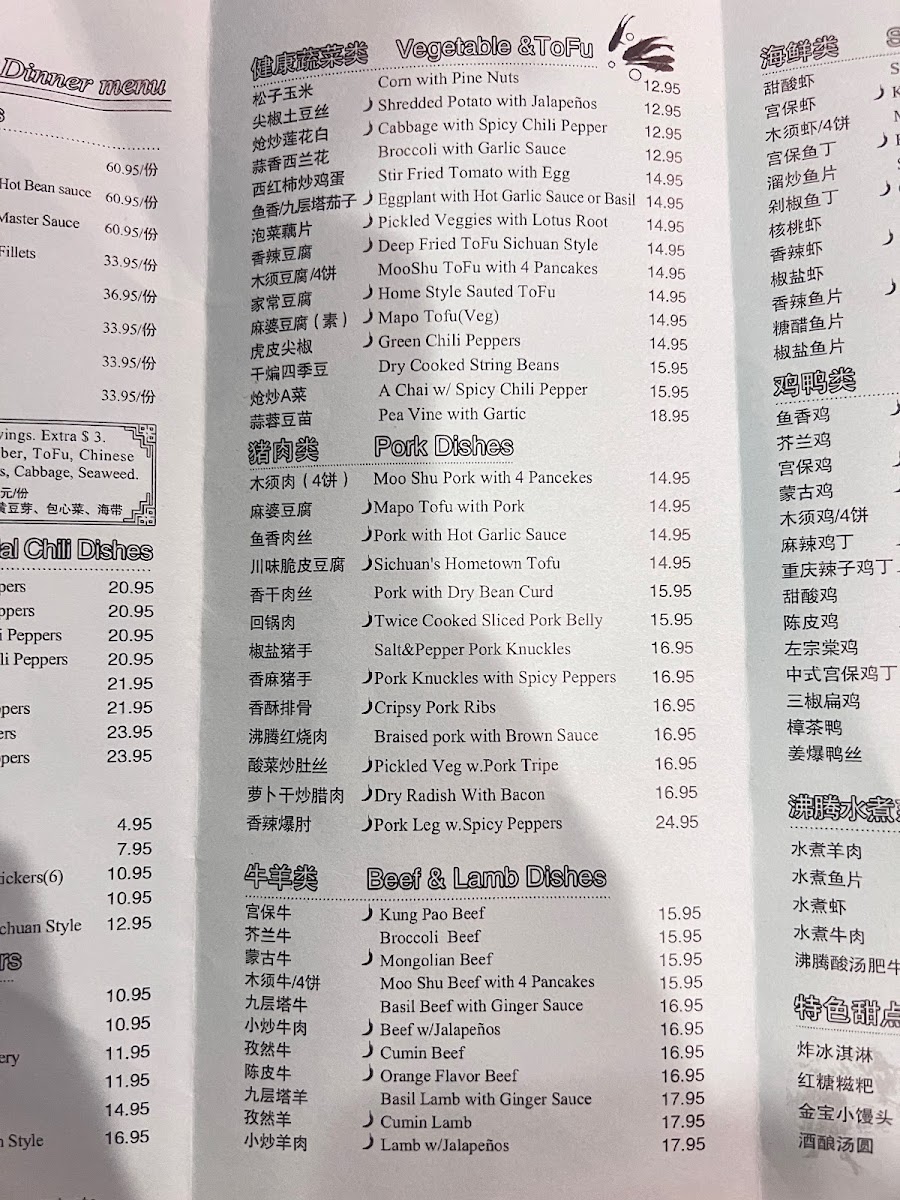 Dinner menu
60.95/份
Hot Bean sauce 60.95/份
Master Sauce 60.95/份
Fillets 33.95/份
36.95/份
33.95/份
33.95/份
33.95/份
Extra $ 3.
ToFu, Chinese
Cabbage, Seaweed.
元/份
黄豆芽、包心菜、海带
Chili Dishes
20.95
20.95
Peppers 20.95
Peppers 20.95
21.95
21.95
23.95
23.95
4.95
7.95
10.95
10.95
Style 12.95
10.95
10.95
11.95
11.95
14.95
Style 16.95
健康蔬菜类 Vegetable &ToFu
松子玉米 Corn with Pine Nuts 12.95
尖椒土豆丝 Shredded Potato with Jalapeños 12.95
炝炒莲花白 Cabbage with Spicy Chili Pepper 12.95
蒜香西兰花 Broccoli with Garlic Sauce 12.95
西红柿炒鸡蛋 Stir Fried Tomato with Egg 14.95
鱼香/九层塔茄子 Eggplant with Hot Garlic Sauce or Basil 14.95
泡菜藕片 Pickled Veggies with Lotus Root 14.95
香辣豆腐 Deep Fried ToFu Sichuan Style 14.95
木须豆腐/4饼 MooShu ToFu with 4 Pancakes 14.95
家常豆腐 Home Style Sauted ToFu 14.95
麻婆豆腐（素） Mapo Tofu(Veg) 14.95
虎皮尖椒 Green Chili Peppers 14.95
干煸四季豆 Dry Cooked String Beans 15.95
炝炒A菜 A Chai w/ Spicy Chili Pepper 15.95
蒜蓉豆苗 Pea Vine with Gartic 18.95
猪肉类 Pork Dishes
木须肉（4饼） Moo Shu Pork with 4 Pancekes 14.95
麻婆豆腐 Mapo Tofu with Pork 14.95
鱼香肉丝 Pork with Hot Garlic Sauce 14.95
川味脆皮豆腐 Sichuan's Hometown Tofu 14.95
香干肉丝 Pork with Dry Bean Curd 15.95
回锅肉 Twice Cooked Sliced Pork Belly 15.95
椒盐猪手 Salt&Pepper Pork Knuckles 16.95
香麻猪手 Pork Knuckles with Spicy Peppers 16.95
香酥排骨 Cripsy Pork Ribs 16.95
沸腾红烧肉 Braised pork with Brown Sauce 16.95
酸菜炒肚丝 Pickled Veg w.Pork Tripe 16.95
萝卜干炒腊肉 Dry Radish With Bacon 16.95
香辣爆肘 Pork Leg w.Spicy Peppers 24.95
牛羊类 Beef & Lamb Dishes
宫保牛 Kung Pao Beef 15.95
芥兰牛 Broccoli Beef 15.95
蒙古牛 Mongolian Beef 15.95
木须牛/4饼 Moo Shu Beef with 4 Pancakes 15.95
九层塔牛 Basil Beef with Ginger Sauce 16.95
小炒牛肉 Beef w/Jalapeños 16.95
孜然牛 Cumin Beef 16.95
陈皮牛 Orange Flavor Beef 16.95
九层塔羊 Basil Lamb with Ginger Sauce 17.95
孜然羊 Cumin Lamb 17.95
小炒羊肉 Lamb w/Jalapeños 17.95
海鲜类
甜酸虾
宫保虾
木须虾/4饼
宫保鱼丁
溜炒鱼片
剁椒鱼丁
核桃虾
香辣虾
椒盐虾
香辣鱼片
糖醋鱼片
椒盐鱼片
鸡鸭类
鱼香鸡
芥兰鸡
宫保鸡
蒙古鸡
木须鸡/4饼
麻辣鸡丁
重庆辣子鸡丁
甜酸鸡
陈皮鸡
左宗棠鸡
中式宫保鸡丁
三椒扁鸡
樟茶鸭
姜爆鸭丝
沸腾水煮
水煮羊肉
水煮鱼片
水煮虾
水煮牛肉
沸腾酸汤肥牛
特色甜点
炸冰淇淋
红糖糍粑
金宝小馒头
酒酿汤圆